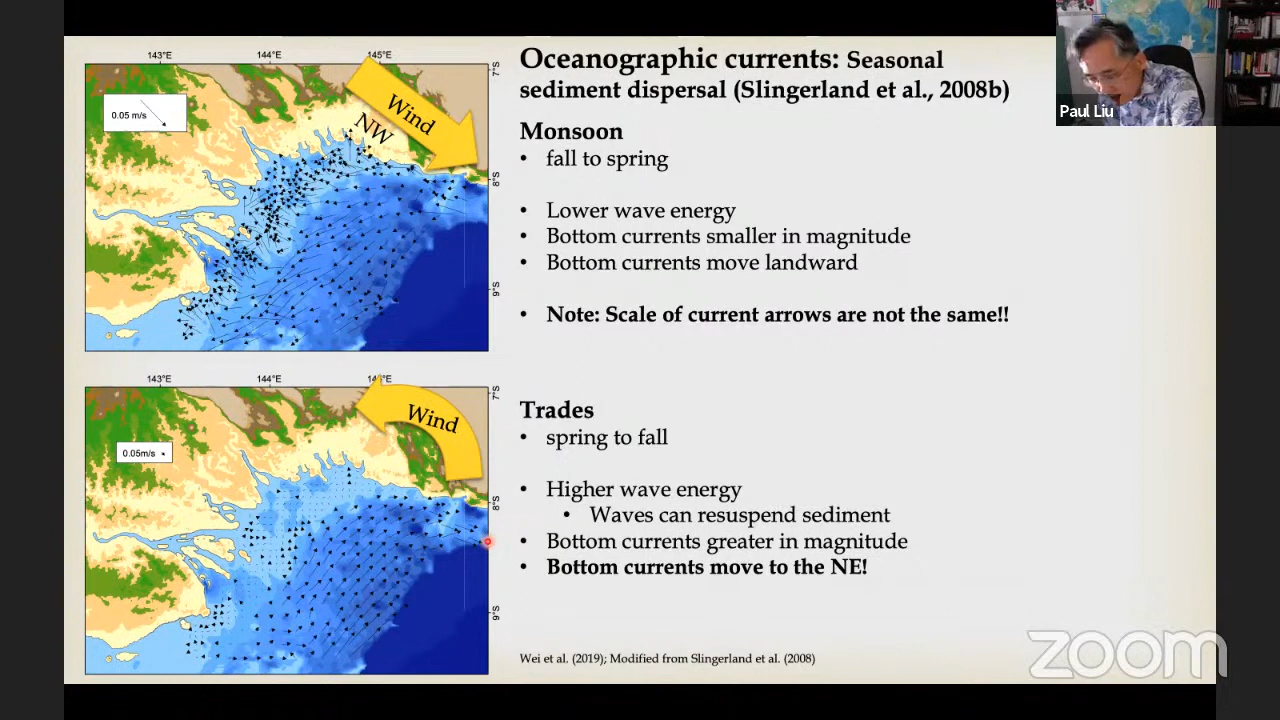 Oceanographic currents: Seasonal
sediment dispersal (Slingerland et al., 2008b)
143°E 144°E 145°E
7°S
8°S
9°S
0.05 m/s
Wind
NW
Monsoon
• fall to spring
• Lower wave energy
• Bottom currents smaller in magnitude
• Bottom currents move landward
• Note: Scale of current arrows are not the same!!
143°E 144°E
7°S
8°S
9°S
0.05m/s
Wind
Trades
• spring to fall
• Higher wave energy
• Waves can resuspend sediment
• Bottom currents greater in magnitude
• Bottom currents move to the NE!
Wei et al. (2019); Modified from Slingerland et al. (2008)
Paul Liu
zoom